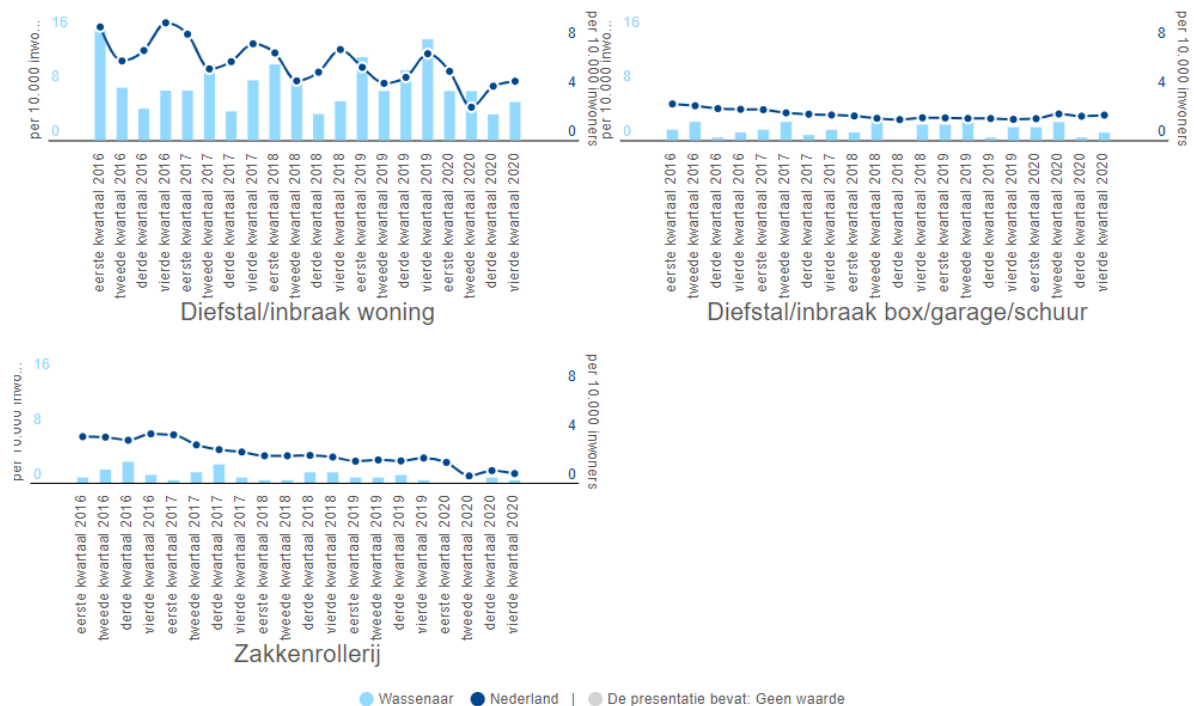 16
8
0
per 10.000 inwo...
8
4
0
per 10.000 inwoners
eerste kwartaal 2016
tweede kwartaal 2016
derde kwartaal 2016
vierde kwartaal 2016
eerste kwartaal 2017
tweede kwartaal 2017
derde kwartaal 2017
vierde kwartaal 2017
eerste kwartaal 2018
tweede kwartaal 2018
derde kwartaal 2018
vierde kwartaal 2018
eerste kwartaal 2019
tweede kwartaal 2019
derde kwartaal 2019
vierde kwartaal 2019
eerste kwartaal 2020
tweede kwartaal 2020
derde kwartaal 2020
vierde kwartaal 2020
Diefstal/inbraak woning
16
8
0
per 10.000 inwo...
8
4
0
per 10.000 inwoners
eerste kwartaal 2016
tweede kwartaal 2016
derde kwartaal 2016
vierde kwartaal 2016
eerste kwartaal 2017
tweede kwartaal 2017
derde kwartaal 2017
vierde kwartaal 2017
eerste kwartaal 2018
tweede kwartaal 2018
derde kwartaal 2018
vierde kwartaal 2018
eerste kwartaal 2019
tweede kwartaal 2019
derde kwartaal 2019
vierde kwartaal 2019
eerste kwartaal 2020
tweede kwartaal 2020
derde kwartaal 2020
vierde kwartaal 2020
Diefstal/inbraak box/garage/schuur
16
8
0
per 10.000 inwo...
8
4
0
per 10.000 inwoners
eerste kwartaal 2016
tweede kwartaal 2016
derde kwartaal 2016
vierde kwartaal 2016
eerste kwartaal 2017
tweede kwartaal 2017
derde kwartaal 2017
vierde kwartaal 2017
eerste kwartaal 2018
tweede kwartaal 2018
derde kwartaal 2018
vierde kwartaal 2018
eerste kwartaal 2019
tweede kwartaal 2019
derde kwartaal 2019
vierde kwartaal 2019
eerste kwartaal 2020
tweede kwartaal 2020
derde kwartaal 2020
vierde kwartaal 2020
Zakkenrollerij
Wassenaar Nederland | De presentatie bevat: Geen waarde